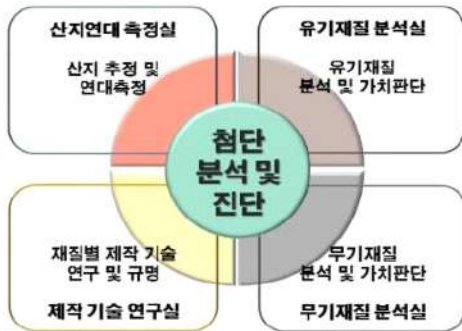 산지연대 측정실
산지 추정 및
연대측정
유기재질 분석실
유기재질
분석 및 가치판단
첨단
분석 및
진단
재질별 제작 기술
연구 및 규명
제작 기술 연구실
무기재질
분석 및 가치판단
무기재질 분석실